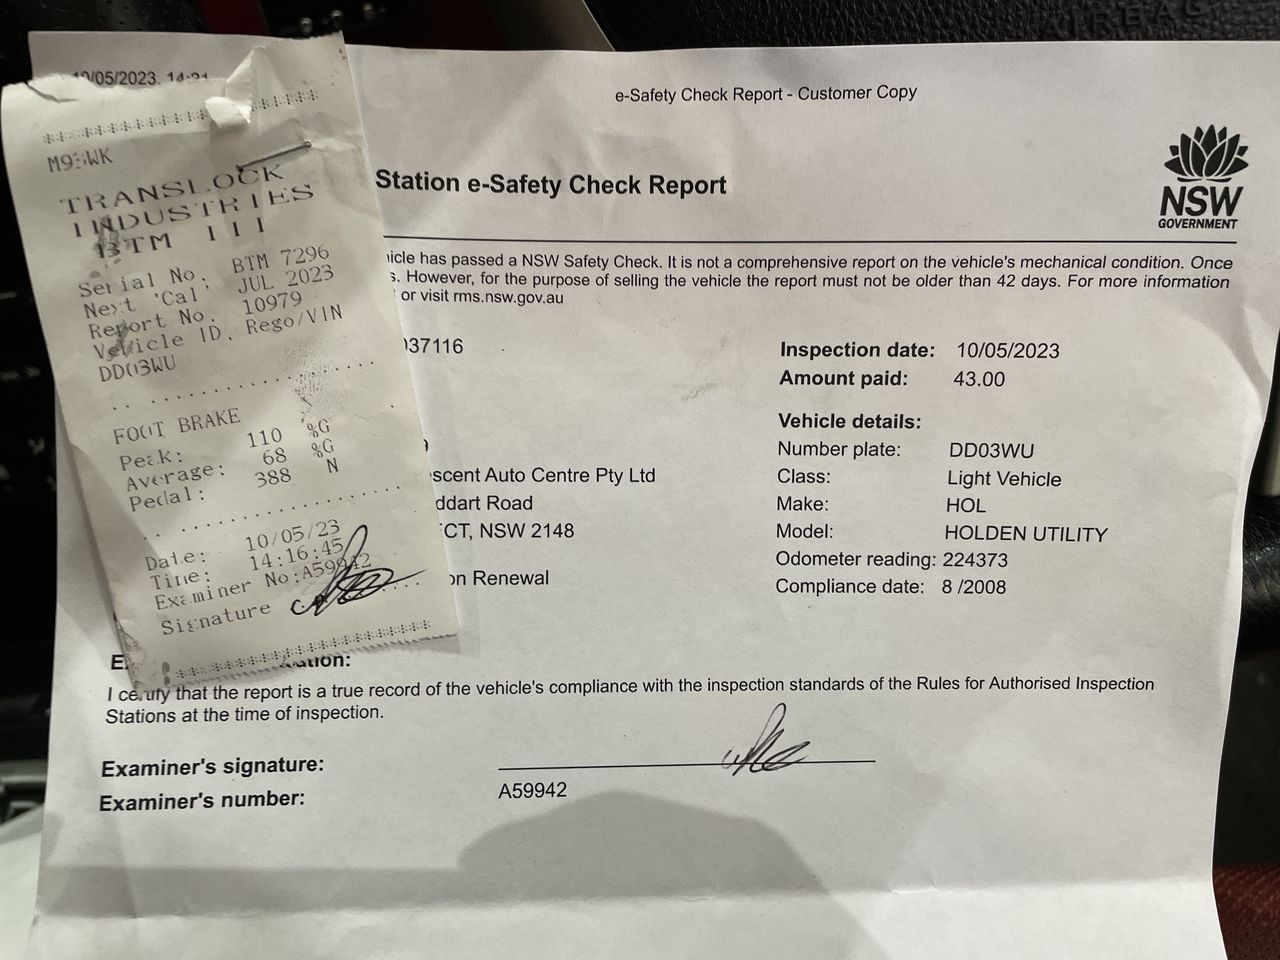 10/05/2023, 14:21
e-Safety Check Report - Customer Copy
NSW
GOVERNMENT
Station e-Safety Check Report
has passed a NSW Safety Check. It is not a comprehensive report on the vehicle's mechanical condition. Once
However, for the purpose of selling the vehicle the report must not be older than 42 days. For more information
or visit rms.nsw.gov.au
37116
Inspection date: 10/05/2023
Amount paid: 43.00
Vehicle details:
Number plate: DD03WU
Class: Light Vehicle
Make: HOL
Model: HOLDEN UTILITY
Odometer reading: 224373
Compliance date: 8 /2008
Auto Centre Pty Ltd
Road
NSW 2148
Renewal
I certify that the report is a true record of the vehicle's compliance with the inspection standards of the Rules for Authorised Inspection
Stations at the time of inspection.
Examiner's signature:
Examiner's number: A59942
*********************
TRANSLOCK
INDUSTRIES
BTM III
Serial No. BTM 7296
Next 'Cal' JUL 2023
Report No. 10979
Vehicle ID. Rego/VIN
DD03WU
FOOT BRAKE
Peak: 110 %G
Average: 68 %G
Pedal: 388 N
Date: 10/05/23
Time: 14:16:45
Examiner No:A59942
Signature
*********************
AIRBAG